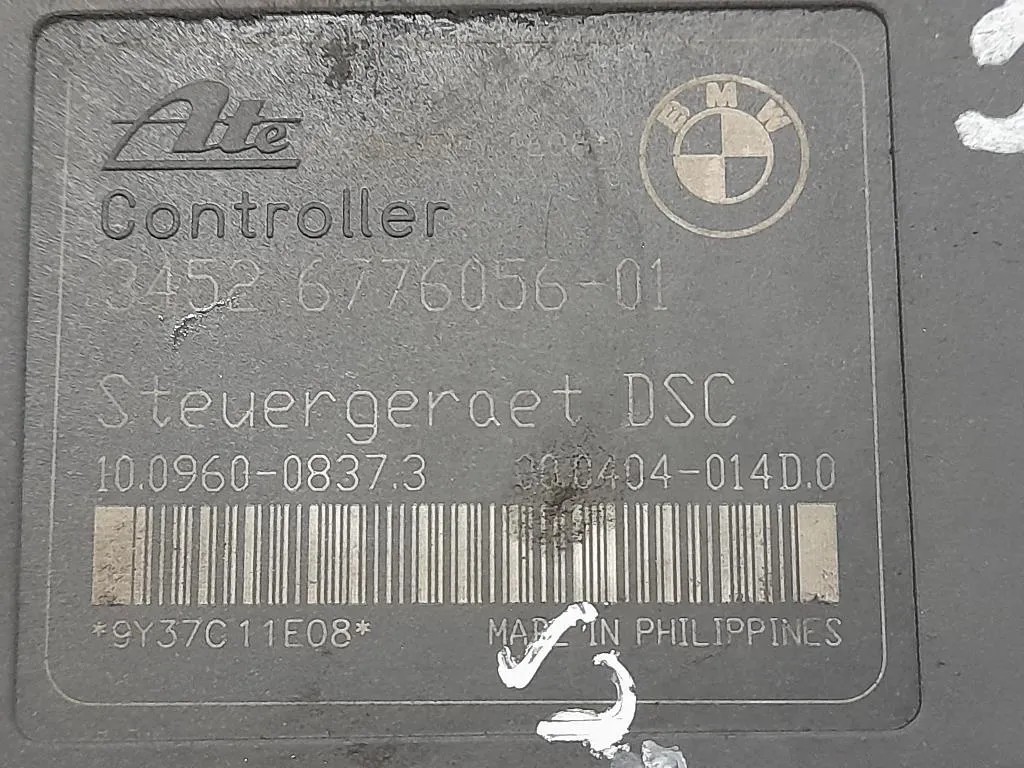 Ate
BMW
Controller
3452 6776056-01
Steuergeraet DSC
10.0960-0837.3 00.0404-014D.0
*9Y37C11E08* MADE IN PHILIPPINES